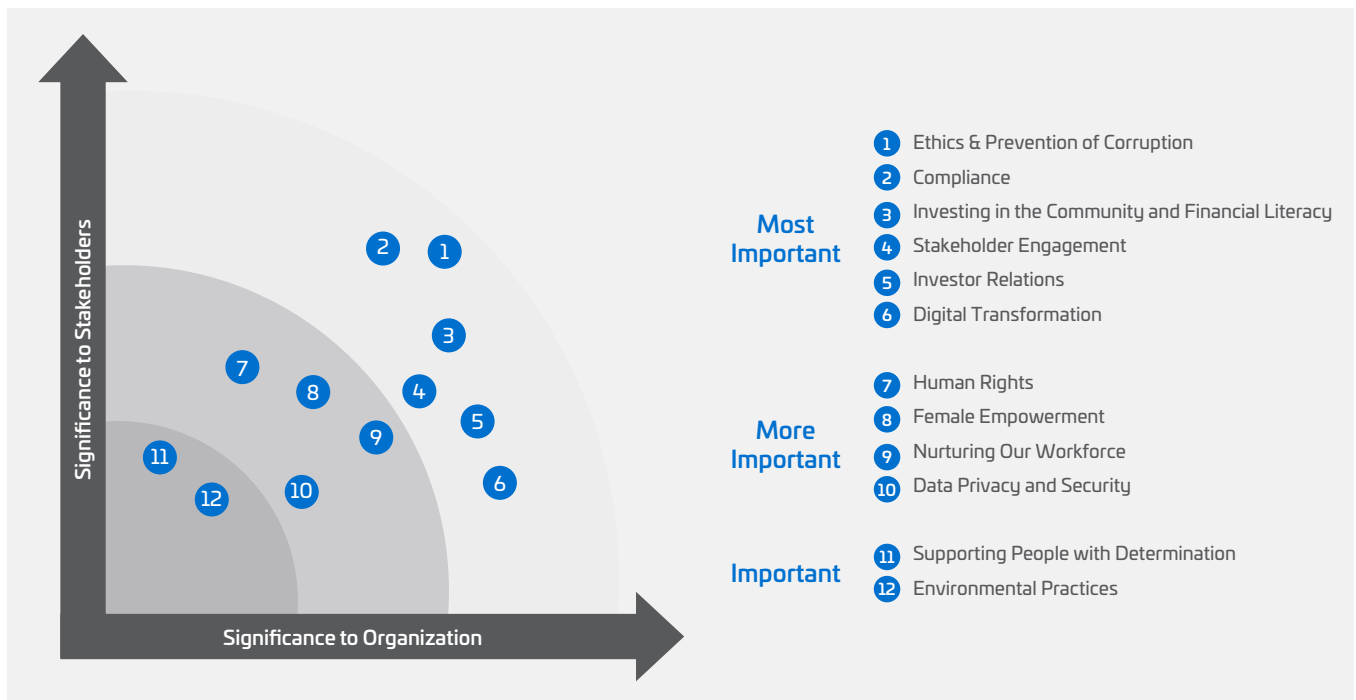 Significance to Stakeholders
2
1
3
7
8
4
5
9
11
6
10
12
Significance to Organization
Most
Important
1 Ethics & Prevention of Corruption
2 Compliance
3 Investing in the Community and Financial Literacy
4 Stakeholder Engagement
5 Investor Relations
6 Digital Transformation
More
Important
7 Human Rights
8 Female Empowerment
9 Nurturing Our Workforce
10 Data Privacy and Security
Important
11 Supporting People with Determination
12 Environmental Practices